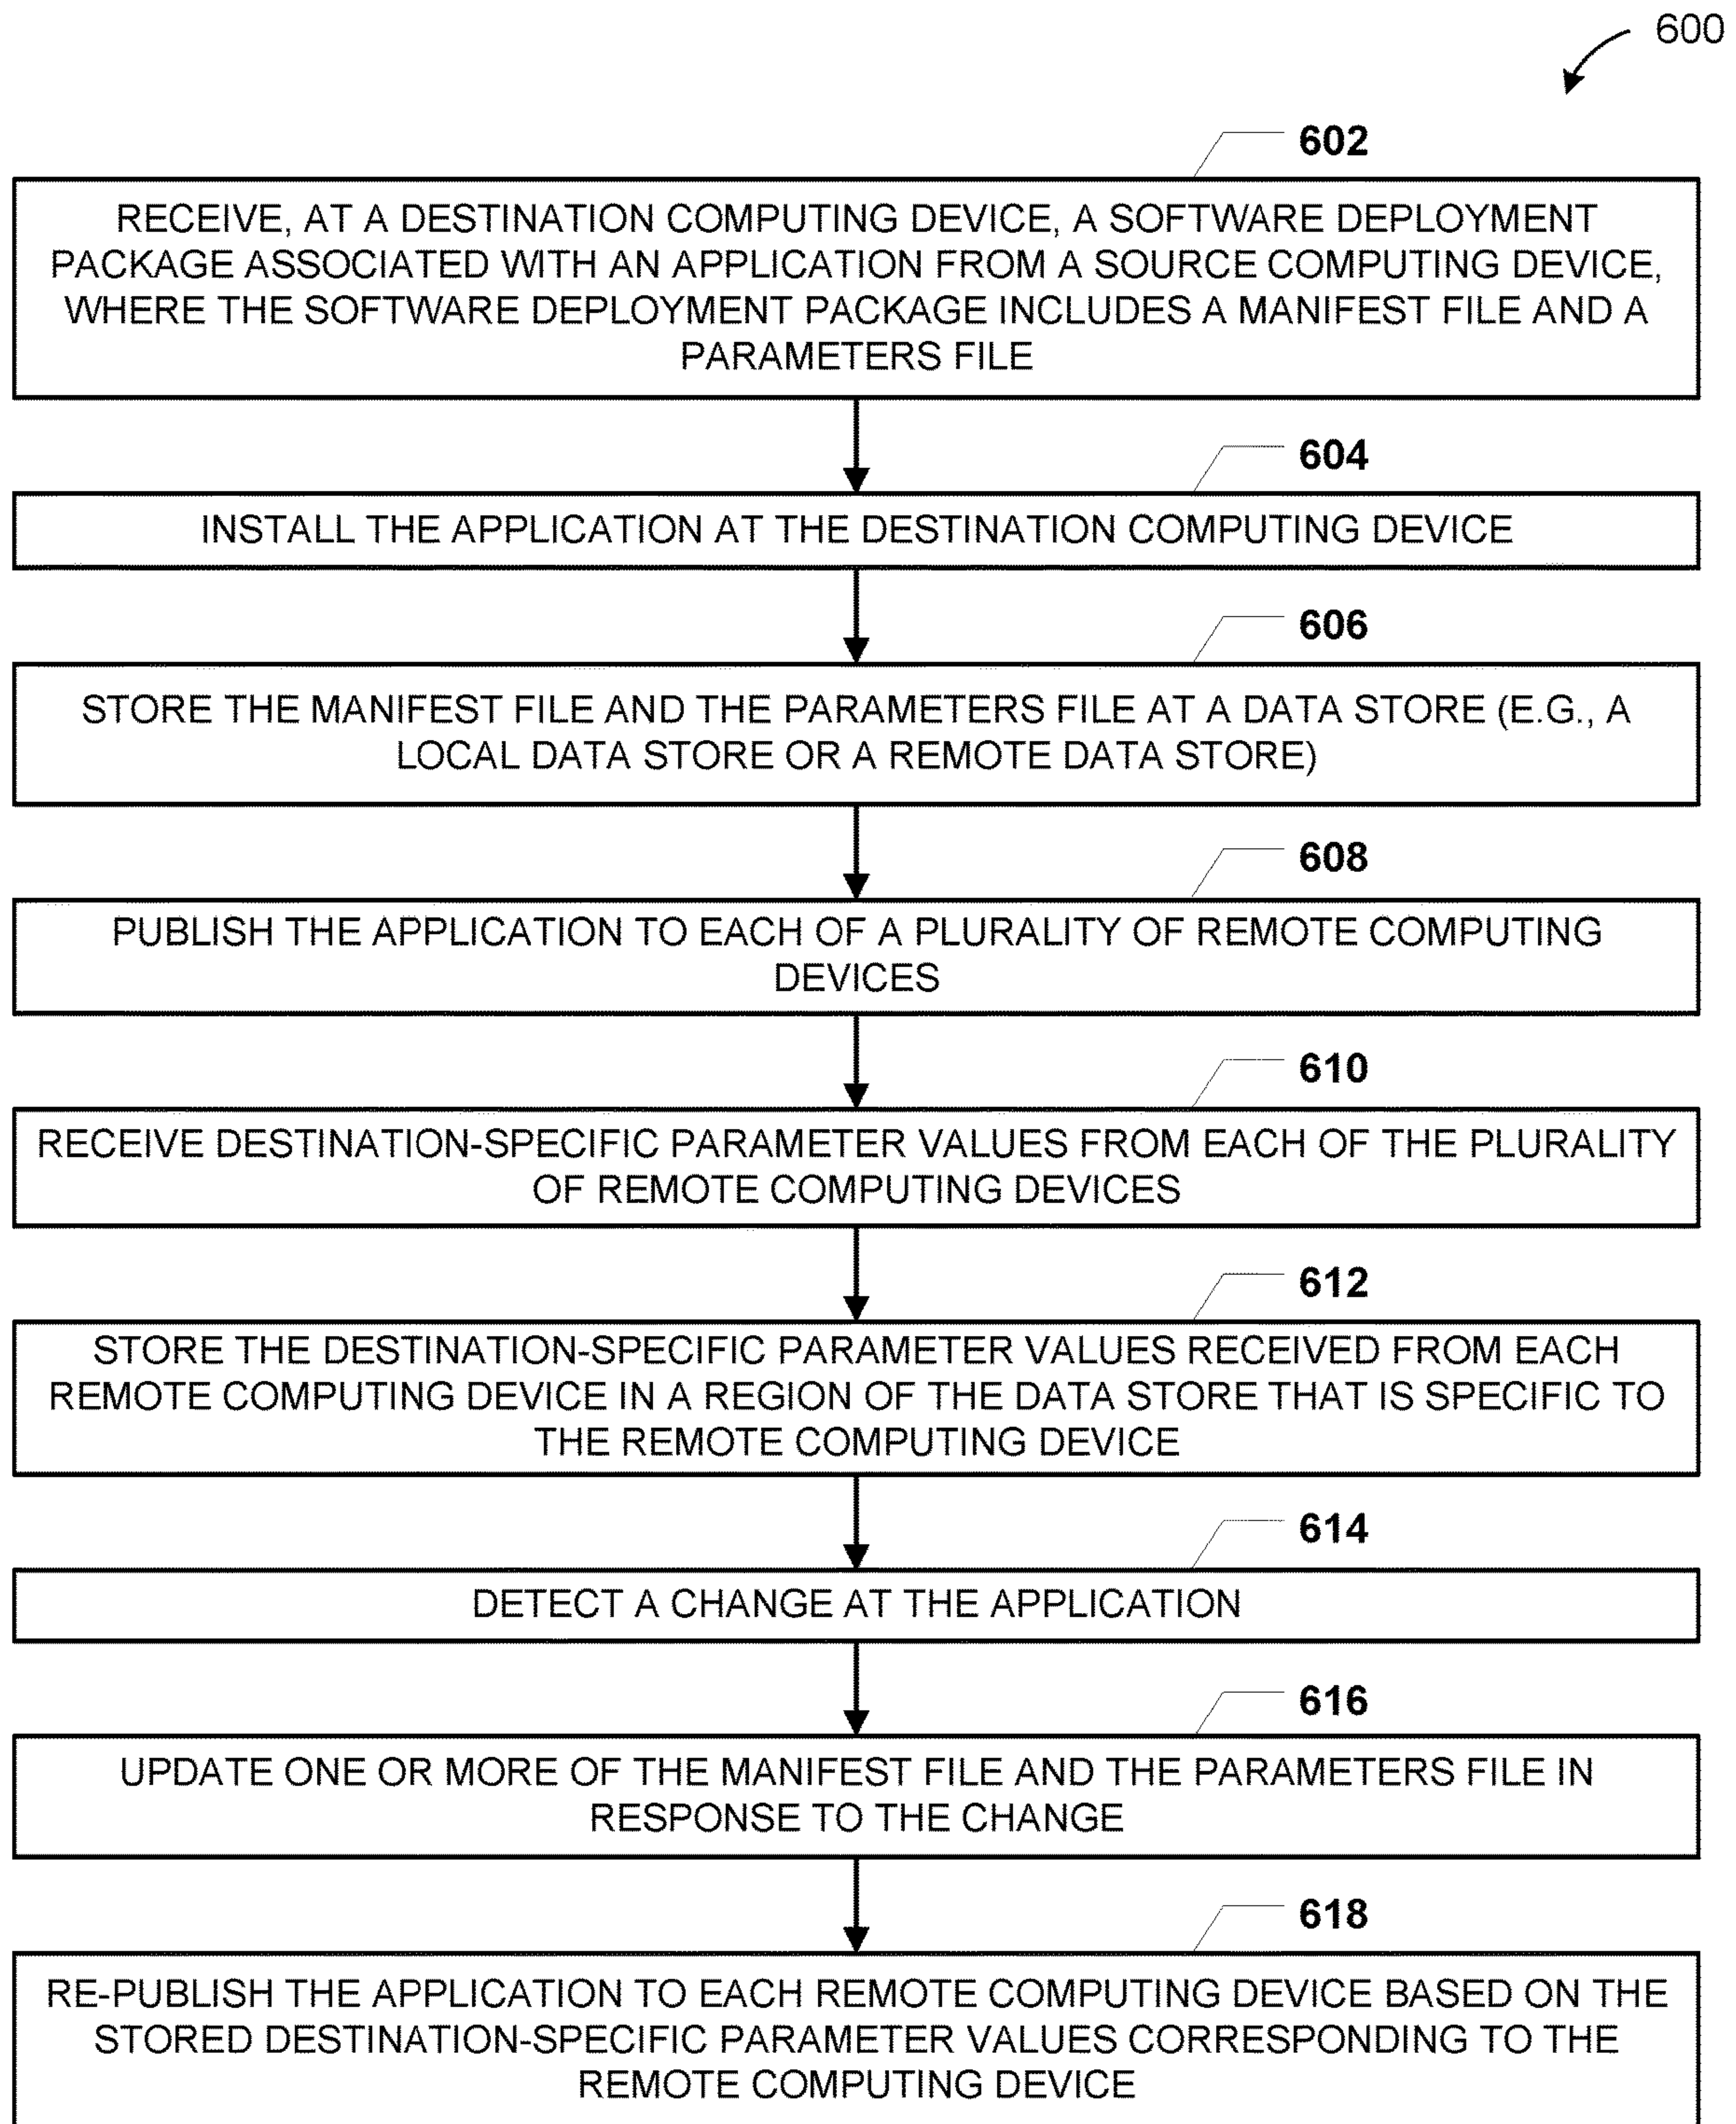 600
602
RECEIVE, AT A DESTINATION COMPUTING DEVICE, A SOFTWARE DEPLOYMENT
PACKAGE ASSOCIATED WITH AN APPLICATION FROM A SOURCE COMPUTING DEVICE,
WHERE THE SOFTWARE DEPLOYMENT PACKAGE INCLUDES A MANIFEST FILE AND A
PARAMETERS FILE
604
INSTALL THE APPLICATION AT THE DESTINATION COMPUTING DEVICE
606
STORE THE MANIFEST FILE AND THE PARAMETERS FILE AT A DATA STORE (E.G., A
LOCAL DATA STORE OR A REMOTE DATA STORE)
608
PUBLISH THE APPLICATION TO EACH OF A PLURALITY OF REMOTE COMPUTING
DEVICES
610
RECEIVE DESTINATION-SPECIFIC PARAMETER VALUES FROM EACH OF THE PLURALITY
OF REMOTE COMPUTING DEVICES
612
STORE THE DESTINATION-SPECIFIC PARAMETER VALUES RECEIVED FROM EACH
REMOTE COMPUTING DEVICE IN A REGION OF THE DATA STORE THAT IS SPECIFIC TO
THE REMOTE COMPUTING DEVICE
614
DETECT A CHANGE AT THE APPLICATION
616
UPDATE ONE OR MORE OF THE MANIFEST FILE AND THE PARAMETERS FILE IN
RESPONSE TO THE CHANGE
618
RE-PUBLISH THE APPLICATION TO EACH REMOTE COMPUTING DEVICE BASED ON THE
STORED DESTINATION-SPECIFIC PARAMETER VALUES CORRESPONDING TO THE
REMOTE COMPUTING DEVICE